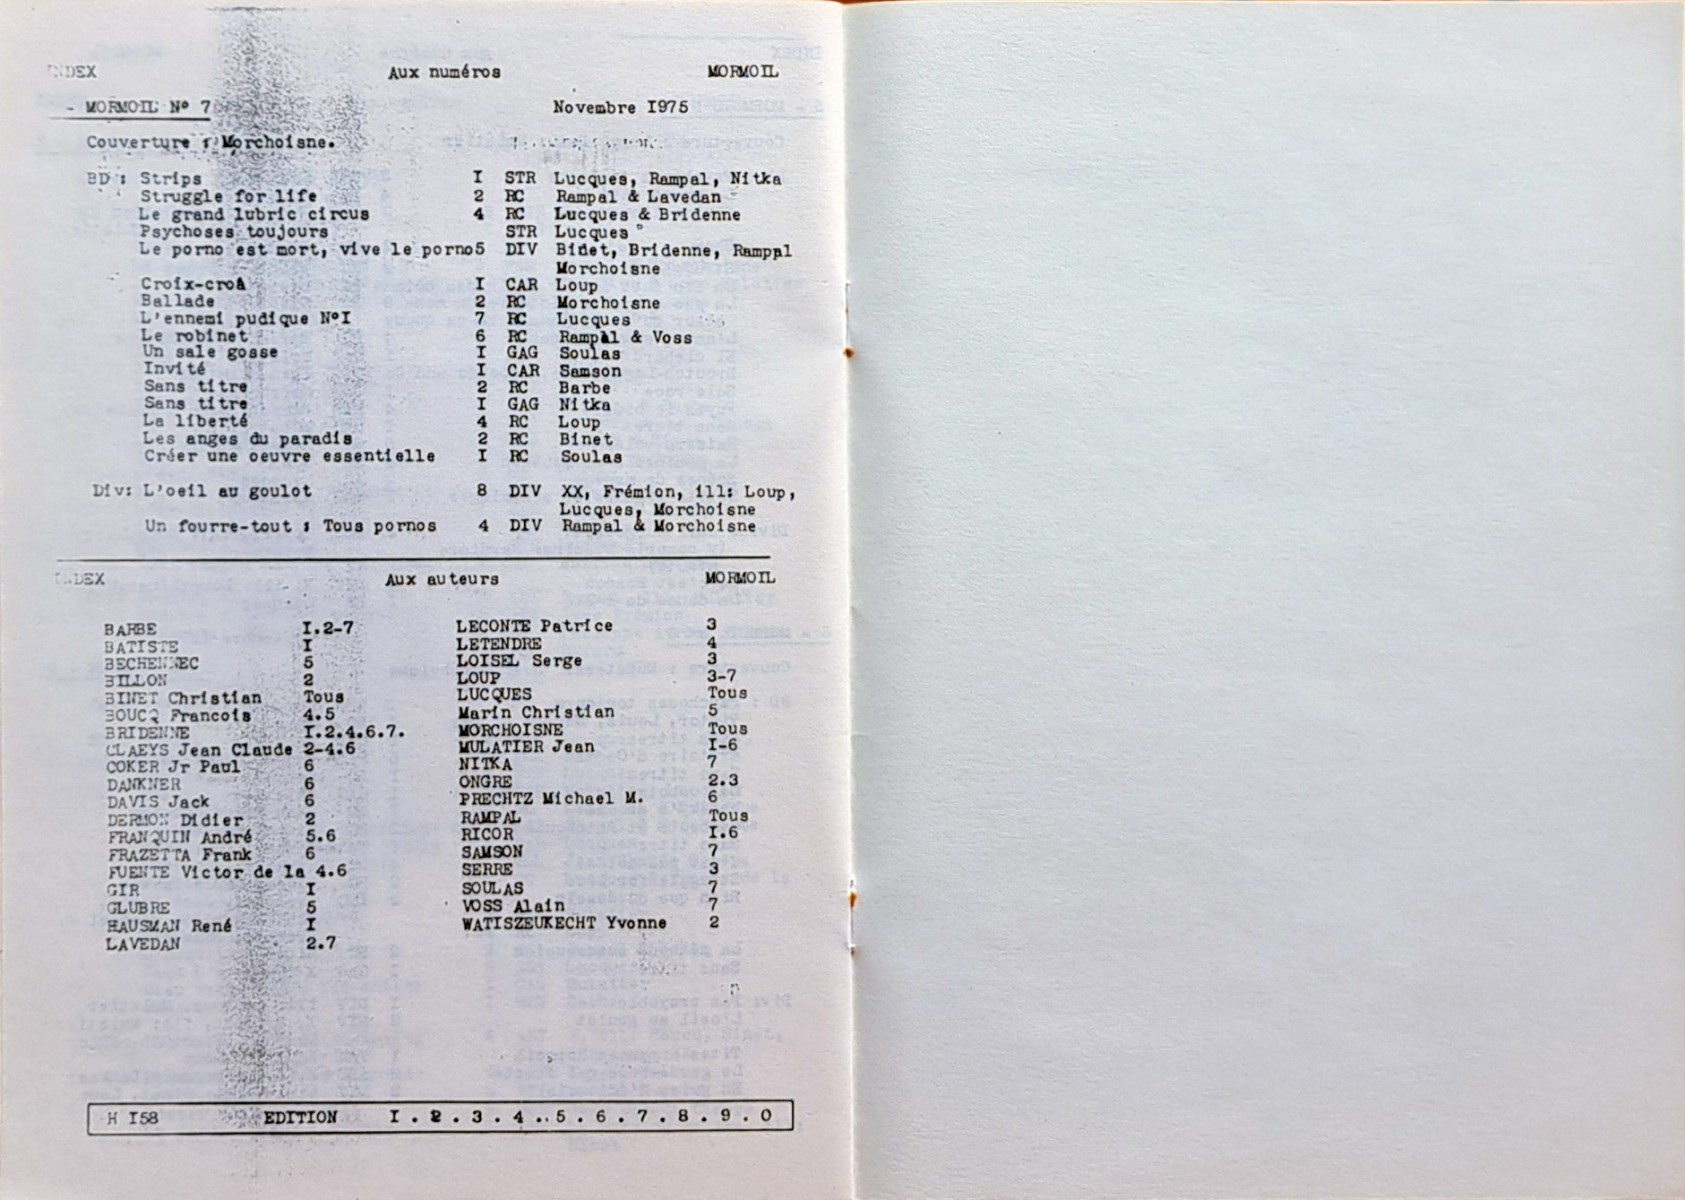 INDEX Aux numéros MORMOIL
- MORMOIL N° 7 Novembre I975
Couverture : Morchoisne.
BD : Strips I STR Lucques, Rampal, Nitka
Struggle for life 2 RC Rampal & Lavedan
Le grand lubric circus 4 RC Lucques & Bridenne
Psychoses toujours STR Lucques
Le porno est mort, vive le porno5 DIV Bidet, Bridenne, Rampal
Morchoisne
Croix-croâ I CAR Loup
Ballade 2 RC Morchoisne
L'ennemi pudique N°I 7 RC Lucques
Le robinet 6 RC Rampal & Voss
Un sale gosse I GAG Soulas
Invité I CAR Samson
Sans titre 2 RC Barbe
Sans titre I GAG Nitka
La liberté 4 RC Loup
Les anges du paradis 2 RC Binet
Créer une oeuvre essentielle I RC Soulas
Div: L'oeil au goulot 8 DIV XX, Frémion, ill: Loup,
Lucques, Morchoisne
Un fourre-tout : Tous pornos 4 DIV Rampal & Morchoisne
INDEX Aux auteurs MORMOIL
BARBE I.2-7
BATISTE I
BECHENNEC 5
BILLON 2
BINET Christian Tous
BOUCQ Francois 4.5
BRIDENNE I.2.4.6.7.
CLAEYS Jean Claude 2-4.6
COKER Jr Paul 6
DANKNER 6
DAVIS Jack 6
DERMON Didier 2
FRANQUIN André 5.6
FRAZETTA Frank 6
FUENTE Victor de la 4.6
GIR I
GLUBRE 5
HAUSMAN René I
LAVEDAN 2.7
LECONTE Patrice 3
LETENDRE 4
LOISEL Serge 3
LOUP 3-7
LUCQUES Tous
Marin Christian 5
MORCHOISNE Tous
MULATIER Jean I-6
NITKA 7
ONGRE 2.3
PRECHTZ Michael M. 6
RAMPAL Tous
RICOR I.6
SAMSON 7
SERRE 3
SOULAS 7
VOSS Alain 7
WATISZEUKECHT Yvonne 2
H I58 EDITION I . 2 . 3 . 4 .. 5 . 6 . 7 . 8 . 9 . 0